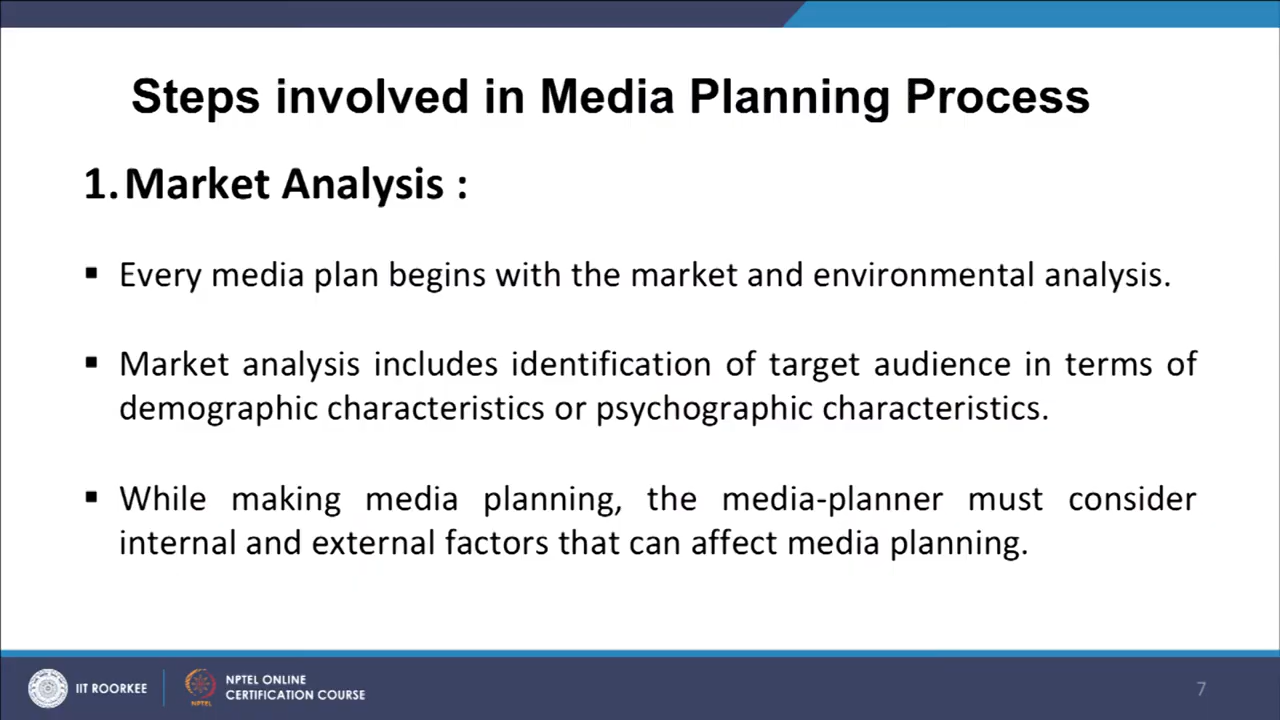 Steps involved in Media Planning Process
1. Market Analysis :
▪ Every media plan begins with the market and environmental analysis.
▪ Market analysis includes identification of target audience in terms of
demographic characteristics or psychographic characteristics.
▪ While making media planning, the media-planner must consider
internal and external factors that can affect media planning.
IIT ROORKEE
NPTEL
NPTEL ONLINE
CERTIFICATION COURSE
7